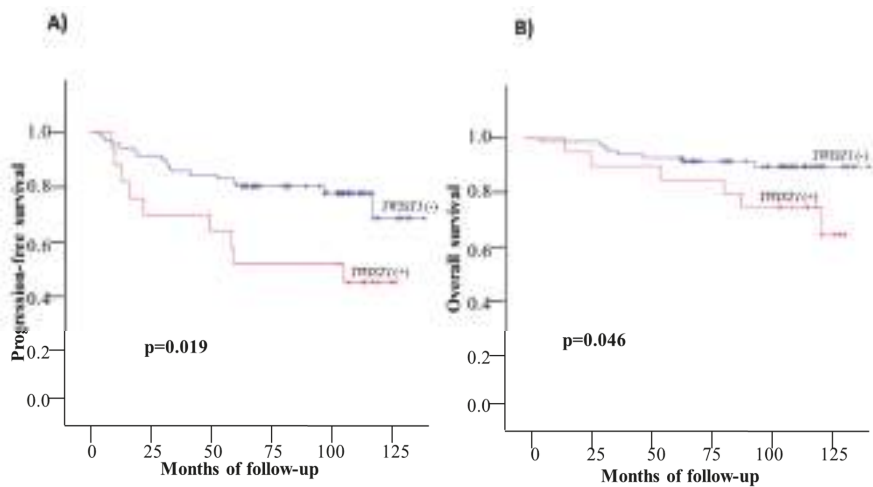 A)
B)
Progression-free survival
1.0
0.8
0.6
0.4
0.2
0.0
TWIST1 (-)
TWIST1 (+)
p=0.019
0 25 50 75 100 125
Months of follow-up
Overall survival
1.0
0.8
0.6
0.4
0.2
0.0
TWIST1 (-)
TWIST1 (+)
p=0.046
0 25 50 75 100 125
Months of follow-up